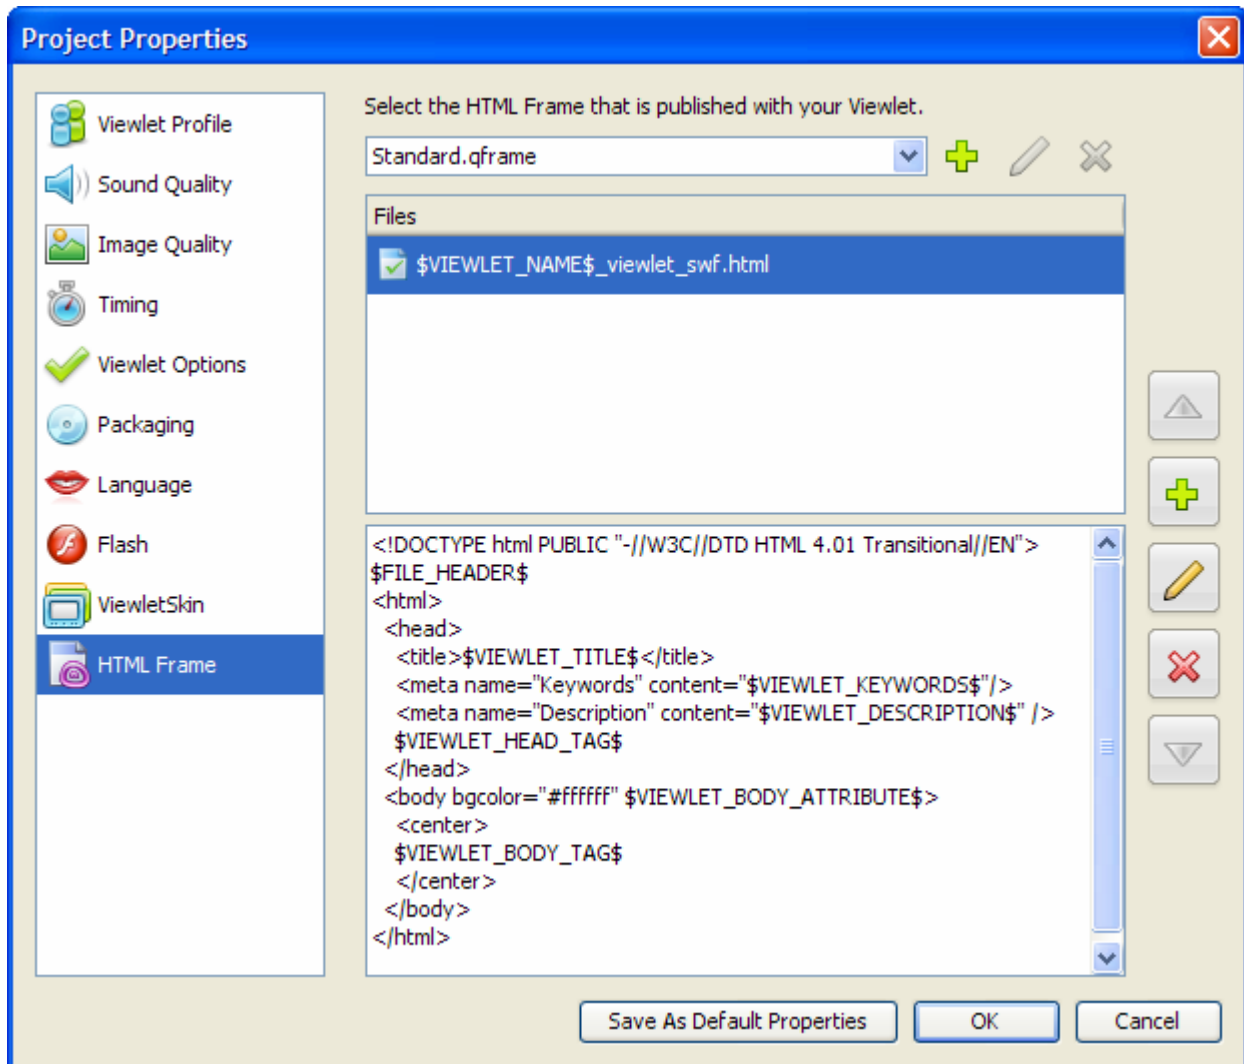 Project Properties
Viewlet Profile
Sound Quality
Image Quality
Timing
Viewlet Options
Packaging
Language
Flash
ViewletSkin
HTML Frame
Select the HTML Frame that is published with your Viewlet.
Standard.qframe
Files
$VIEWLET_NAME$_viewlet_swf.html
<!DOCTYPE html PUBLIC "-//W3C//DTD HTML 4.01 Transitional//EN">
$FILE_HEADER$
<html>
<head>
<title>$VIEWLET_TITLE$</title>
<meta name="Keywords" content="$VIEWLET_KEYWORDS$"/>
<meta name="Description" content="$VIEWLET_DESCRIPTION$" />
$VIEWLET_HEAD_TAG$
</head>
<body bgcolor="#ffffff" $VIEWLET_BODY_ATTRIBUTE$>
<center>
$VIEWLET_BODY_TAG$
</center>
</body>
</html>
Save As Default Properties
OK
Cancel